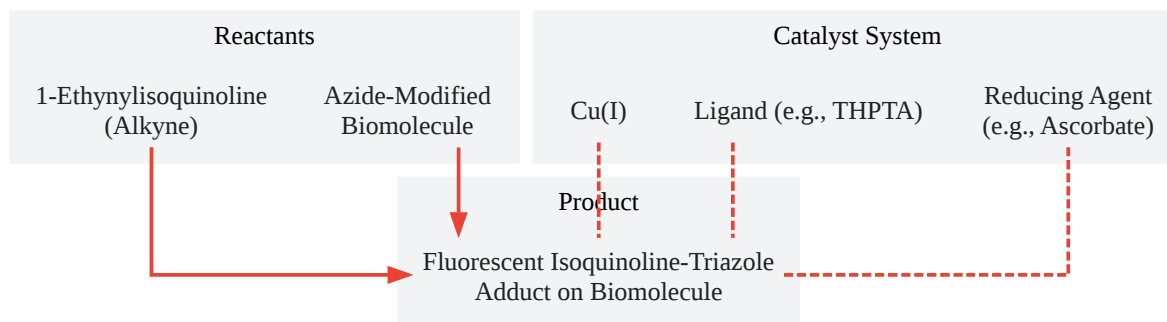 Reactants
1-Ethynylisoquinoline
(Alkyne)
Azide-Modified
Biomolecule
Catalyst System
Cu(I)
Ligand (e.g., THPTA)
Reducing Agent
(e.g., Ascorbate)
Product
Fluorescent Isoquinoline-Triazole
Adduct on Biomolecule